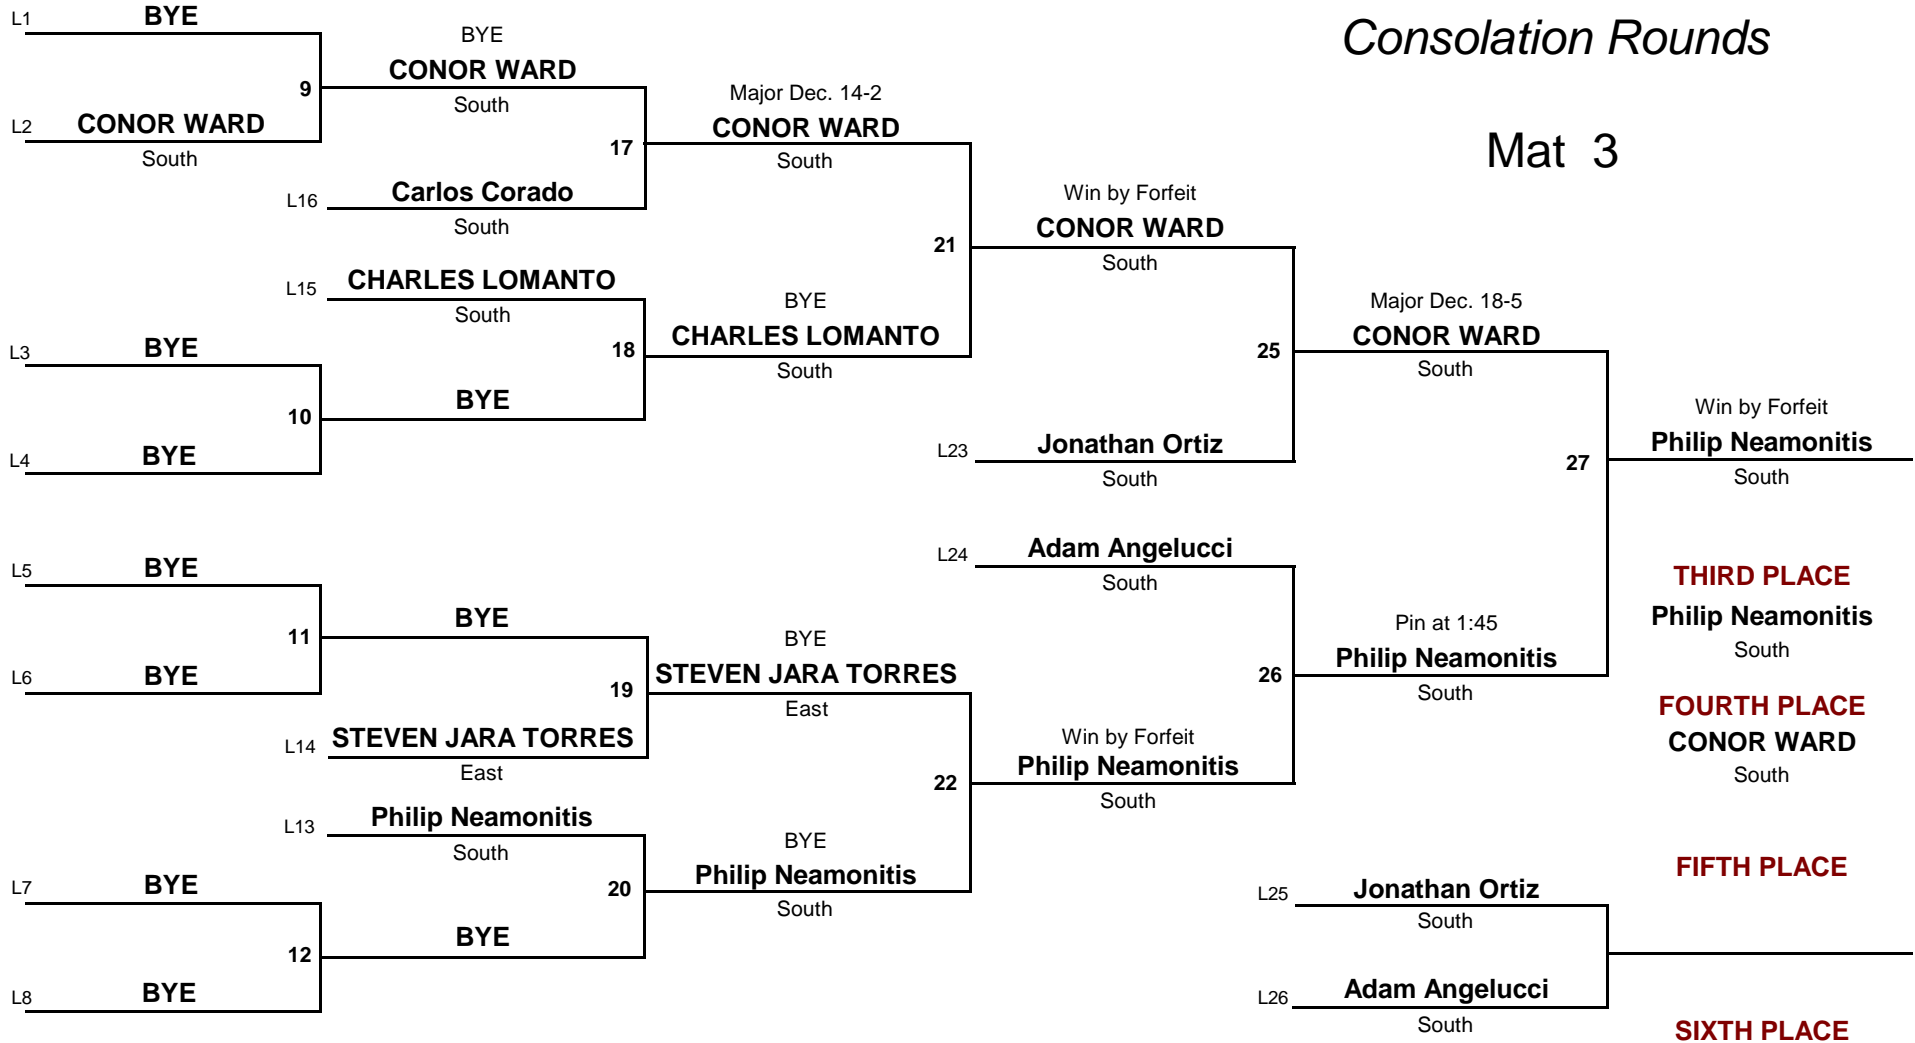 Consolation Rounds
Mat 3
L1 BYE
9
L2 CONOR WARD
South
L3 BYE
10
L4 BYE
L5 BYE
11
L6 BYE
L7 BYE
12
L8 BYE
BYE
CONOR WARD
South
17
L16 Carlos Corado
South
L15 CHARLES LOMANTO
South
18
BYE
BYE
19
L14 STEVEN JARA TORRES
East
L13 Philip Neamonitis
South
20
BYE
Major Dec. 14-2
CONOR WARD
South
21
BYE
CHARLES LOMANTO
South
BYE
STEVEN JARA TORRES
East
22
BYE
Philip Neamonitis
South
Win by Forfeit
CONOR WARD
South
25
L23 Jonathan Ortiz
South
L24 Adam Angelucci
South
26
Win by Forfeit
Philip Neamonitis
South
Major Dec. 18-5
CONOR WARD
South
27
Pin at 1:45
Philip Neamonitis
South
L25 Jonathan Ortiz
South
L26 Adam Angelucci
South
Win by Forfeit
Philip Neamonitis
South
THIRD PLACE
Philip Neamonitis
South
FOURTH PLACE
CONOR WARD
South
FIFTH PLACE
SIXTH PLACE